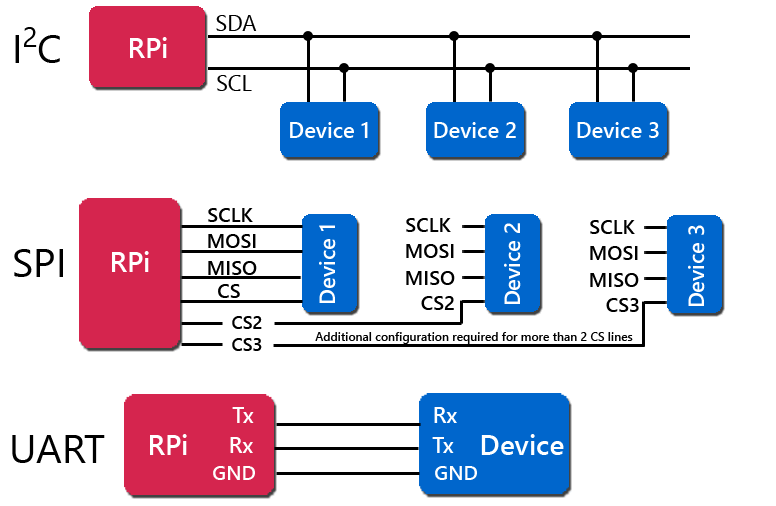 I²C
RPi
SDA
SCL
Device 1
Device 2
Device 3
SPI
RPi
SCLK
MOSI
MISO
CS
CS2
CS3
Device 1
SCLK
MOSI
MISO
CS2
Device 2
SCLK
MOSI
MISO
CS3
Device 3
Additional configuration required for more than 2 CS lines
UART
RPi
Tx
Rx
GND
Rx
Tx
GND
Device